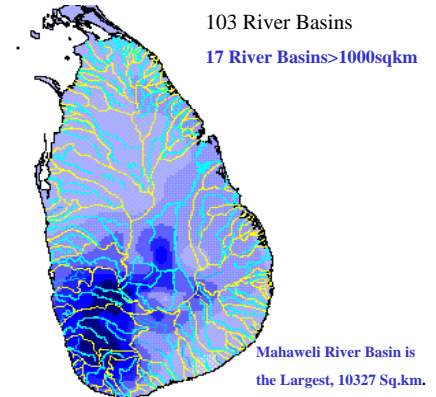 103 River Basins
17 River Basins>1000sqkm
Mahaweli River Basin is
the Largest, 10327 Sq.km.